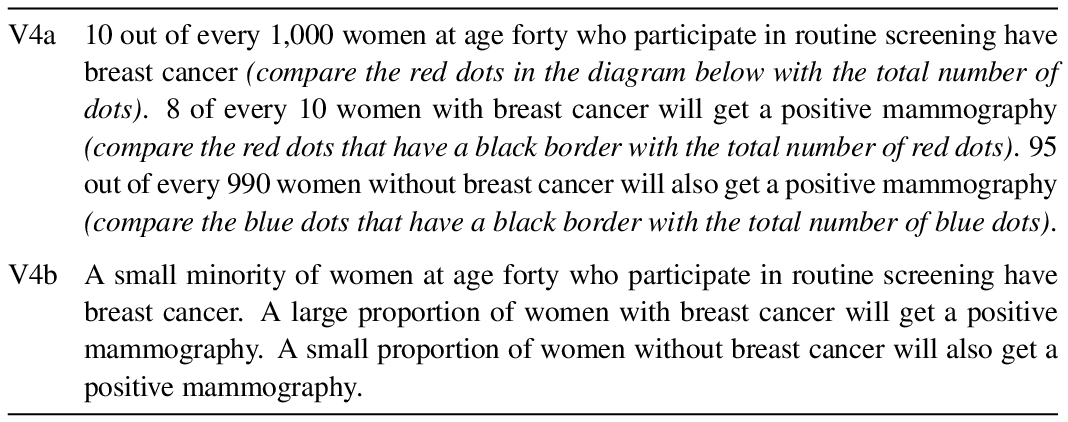 V4a 10 out of every 1,000 women at age forty who participate in routine screening have
breast cancer (compare the red dots in the diagram below with the total number of
dots). 8 of every 10 women with breast cancer will get a positive mammography
(compare the red dots that have a black border with the total number of red dots). 95
out of every 990 women without breast cancer will also get a positive mammography
(compare the blue dots that have a black border with the total number of blue dots).
V4b A small minority of women at age forty who participate in routine screening have
breast cancer. A large proportion of women with breast cancer will get a positive
mammography. A small proportion of women without breast cancer will also get a
positive mammography.